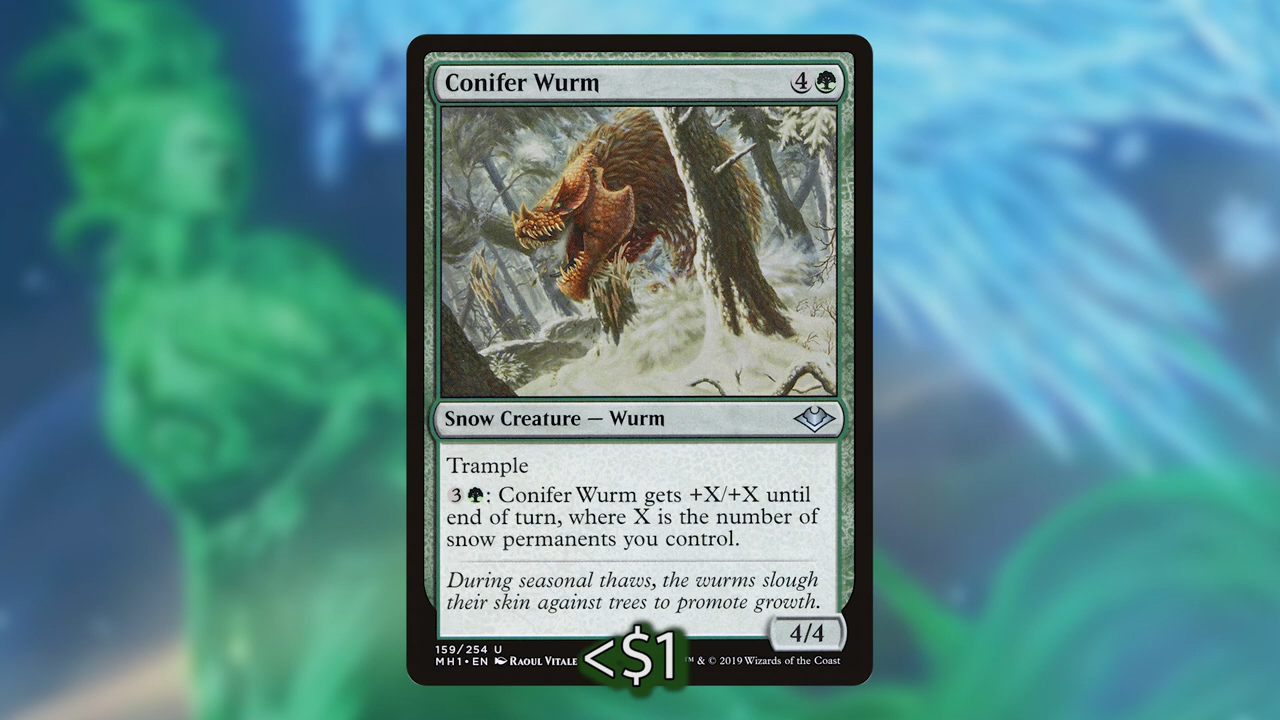 Conifer Wurm 4
Snow Creature — Wurm
Trample
3 : Conifer Wurm gets +X/+X until
end of turn, where X is the number of
snow permanents you control.
During seasonal thaws, the wurms slough
their skin against trees to promote growth.
4/4
159/254 U
MH1 • EN Raoul Vitale
<$1
™ & © 2019 Wizards of the Coast